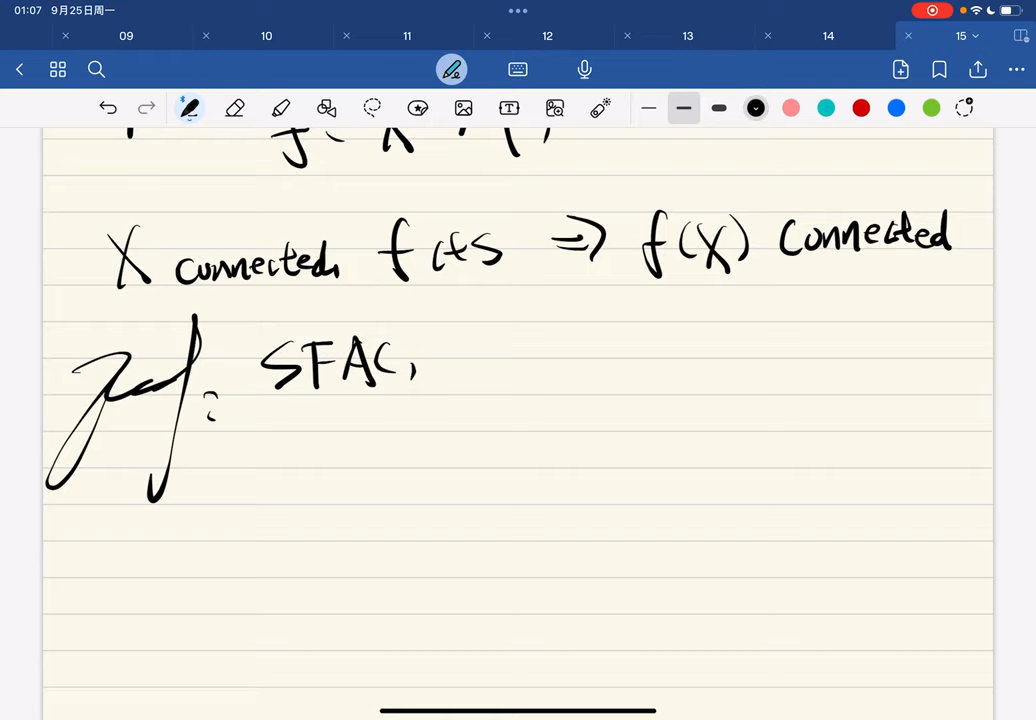 01:07 9月25日周一
09 10 11 12 13 14 15
f: X → Y
X connected, f cts ⇒ f(X) connected
proof: SFAC,